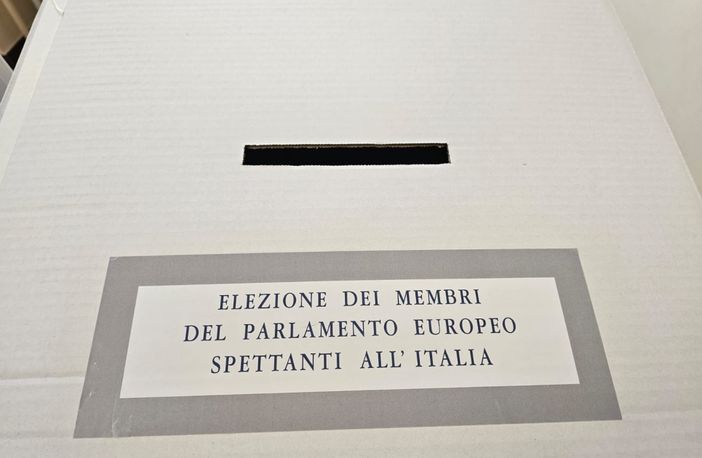 ELEZIONE DEI MEMBRI
DEL PARLAMENTO EUROPEO
SPETTANTI ALL' ITALIA